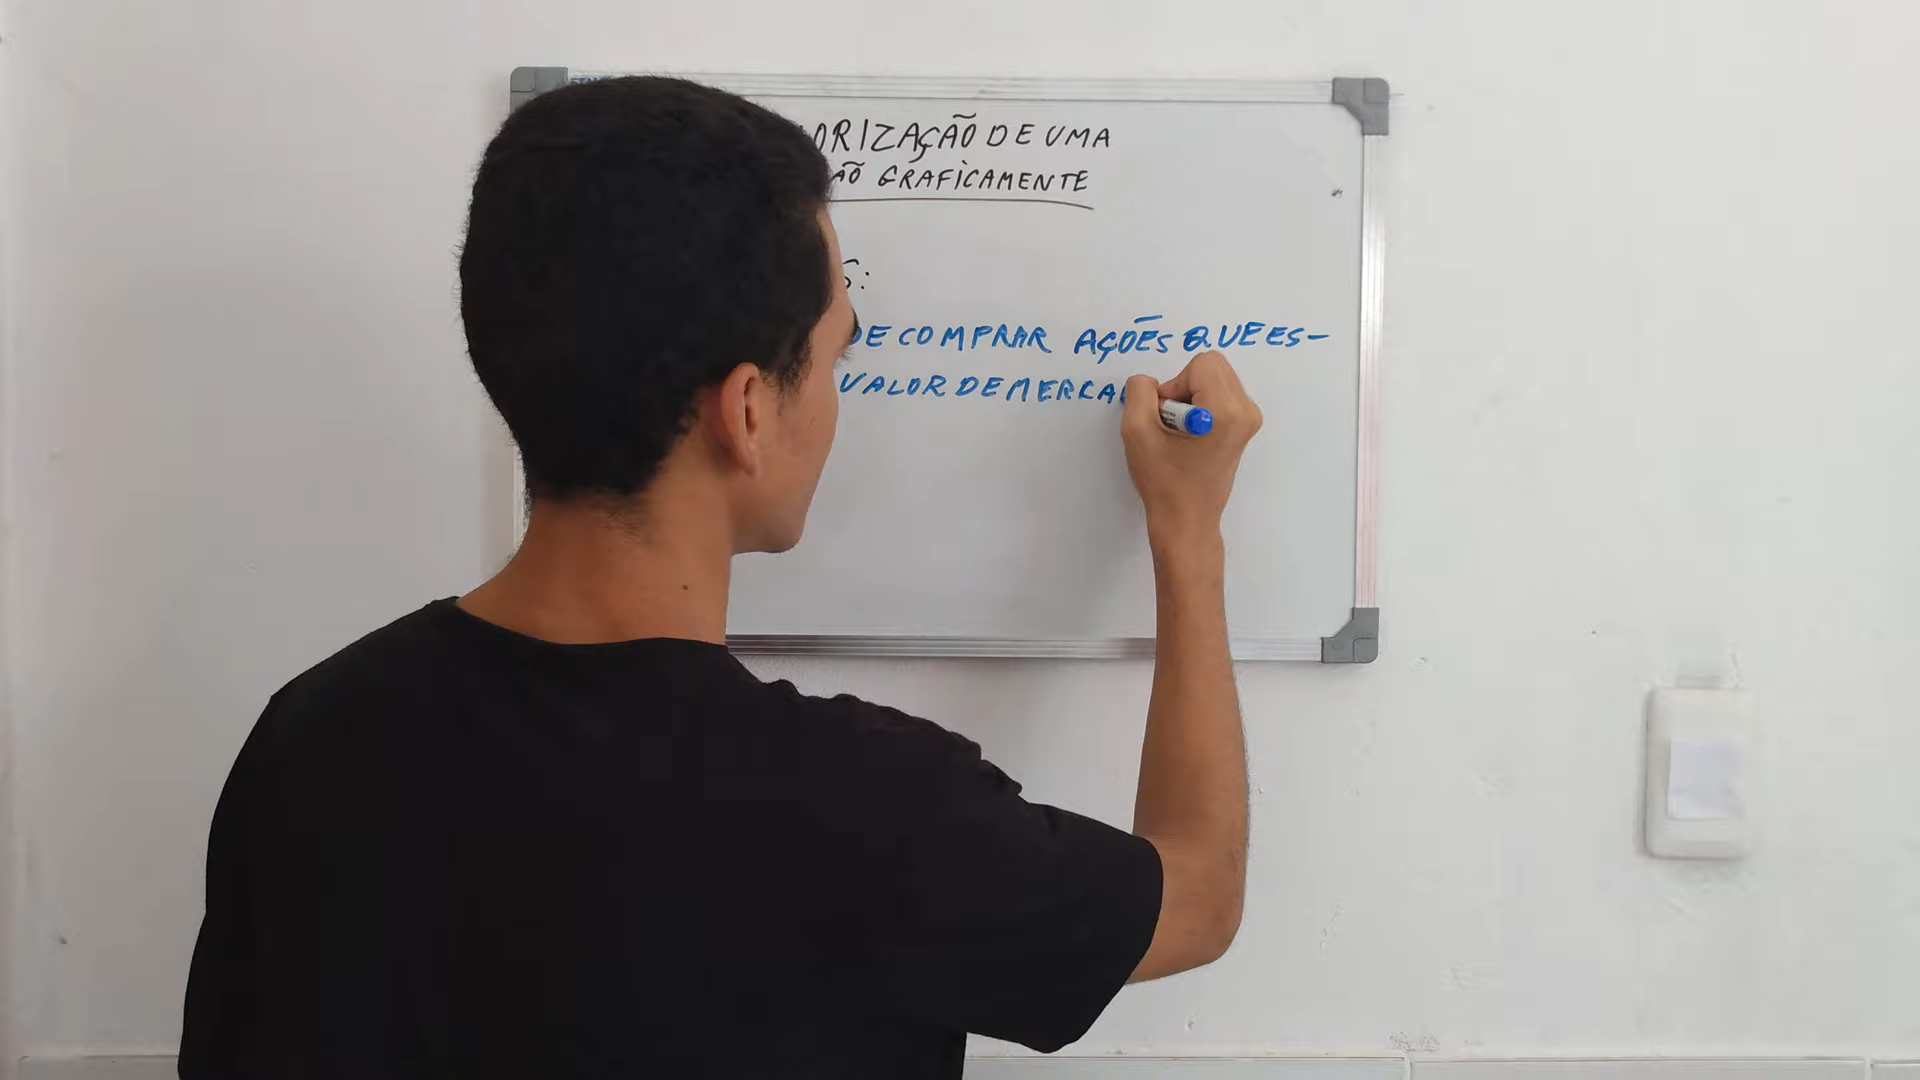 ORIZAÇÃO DE UMA
ÃO GRAFICAMENTE
S:
DE COMPRAR AÇÕES QUE ES-
VALOR DE MERCA